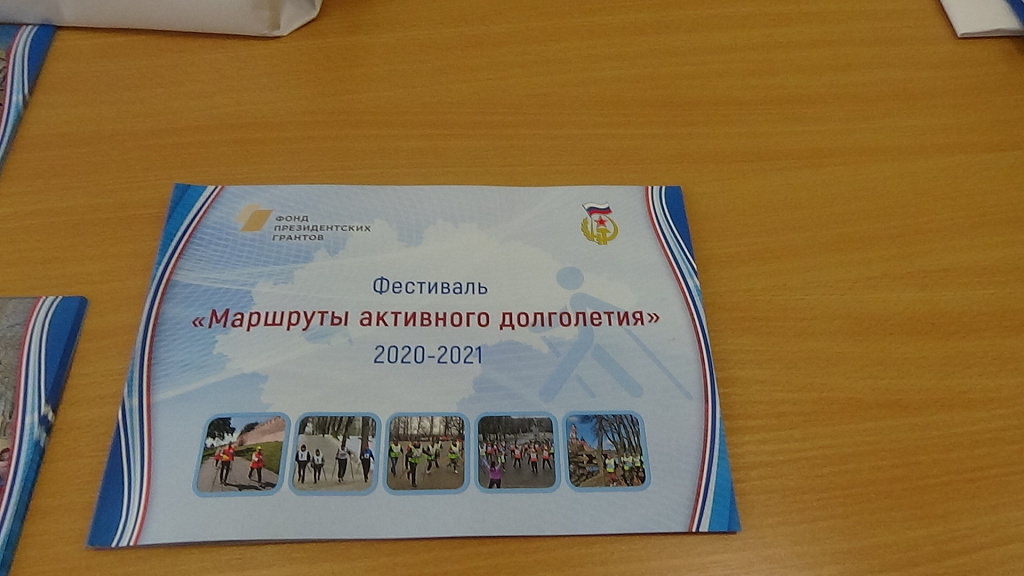 ФОНД
ПРЕЗИДЕНТСКИХ
ГРАНТОВ
Фестиваль
«Маршруты активного долголетия»
2020-2021